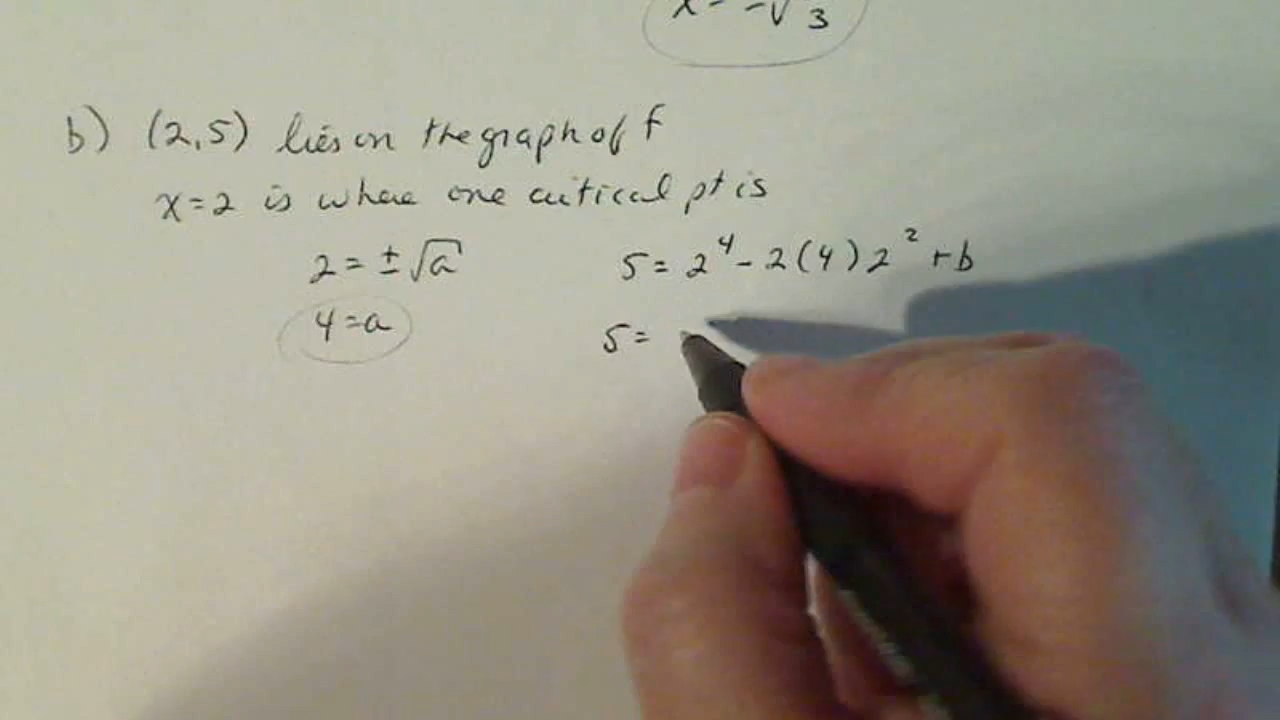 x = -√3
b) (2,5) lies on the graph of f
x=2 is where one critical pt is
2 = ±√a
4=a
5 = 2⁴ - 2(4)2² + b
5 =